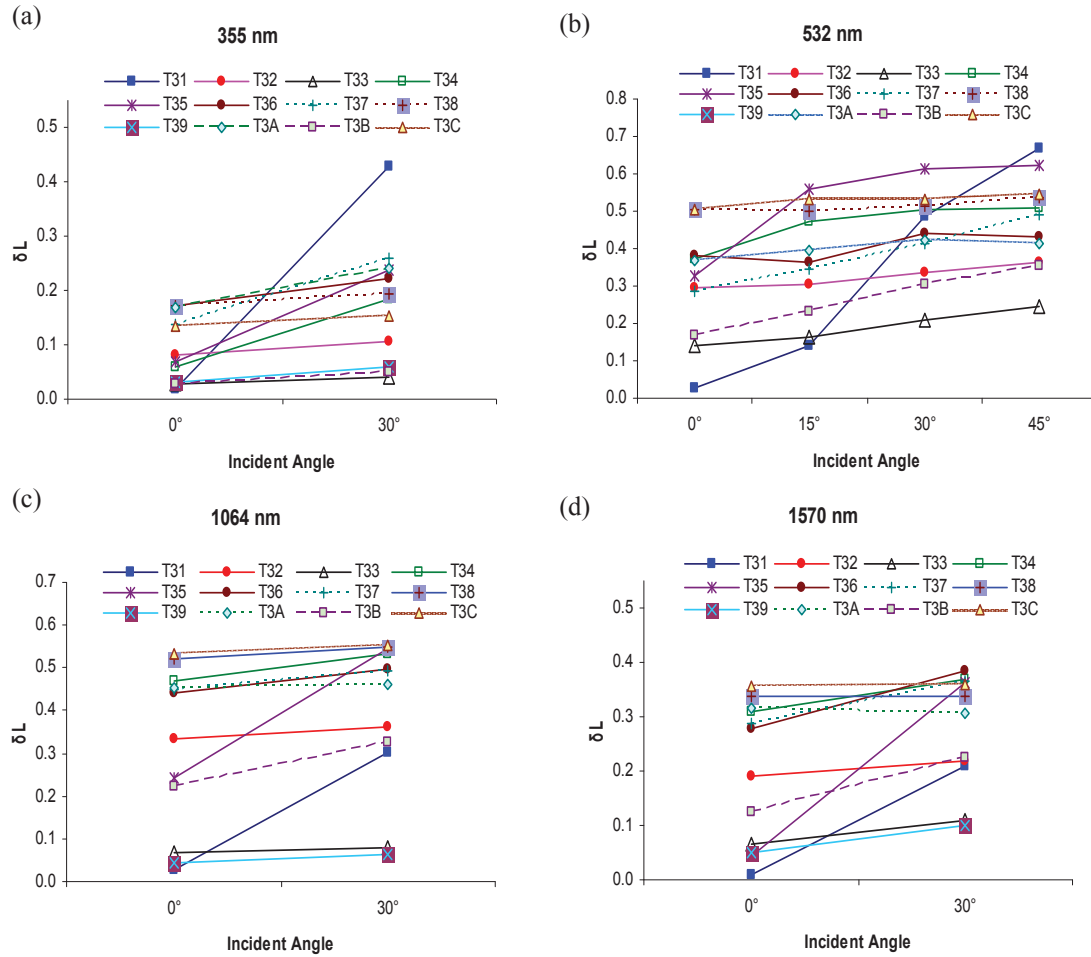 (a)
355 nm
T31 T32 T33 T34
T35 T36 T37 T38
T39 T3A T3B T3C
δ L
0.5
0.4
0.3
0.2
0.1
0.0
0° 30°
Incident Angle
(b)
532 nm
T31 T32 T33 T34
T35 T36 T37 T38
T39 T3A T3B T3C
δ L
0.8
0.7
0.6
0.5
0.4
0.3
0.2
0.1
0.0
0° 15° 30° 45°
Incident Angle
(c)
1064 nm
T31 T32 T33 T34
T35 T36 T37 T38
T39 T3A T3B T3C
δ L
0.7
0.6
0.5
0.4
0.3
0.2
0.1
0.0
0° 30°
Incident Angle
(d)
1570 nm
T31 T32 T33 T34
T35 T36 T37 T38
T39 T3A T3B T3C
δ L
0.5
0.4
0.3
0.2
0.1
0.0
0° 30°
Incident Angle